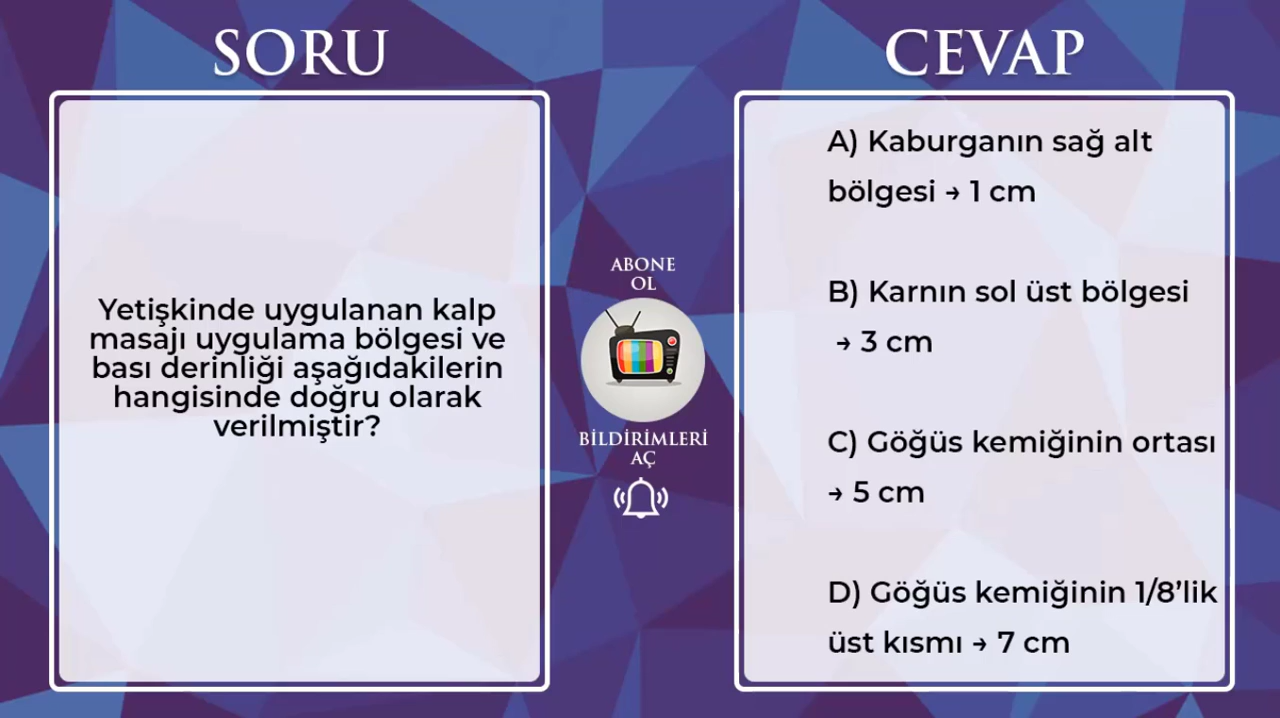 SORU
Yetişkinde uygulanan kalp
masajı uygulama bölgesi ve
bası derinliği aşağıdakilerin
hangisinde doğru olarak
verilmiştir?
ABONE
OL
BİLDİRİMLERİ
AÇ
CEVAP
A) Kaburganın sağ alt
bölgesi → 1 cm
B) Karnın sol üst bölgesi
→ 3 cm
C) Göğüs kemiğinin ortası
→ 5 cm
D) Göğüs kemiğinin 1/8’lik
üst kısmı → 7 cm